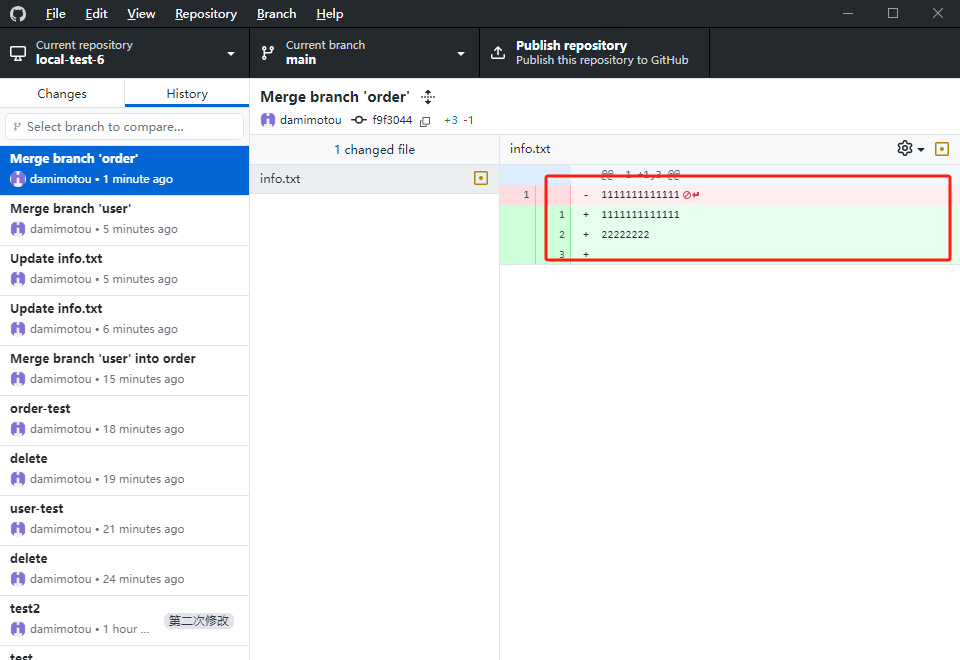 File Edit View Repository Branch Help
Current repository
local-test-6
Current branch
main
Publish repository
Publish this repository to GitHub
Changes
History
Select branch to compare...
Merge branch 'order'
damimotou • 1 minute ago
Merge branch 'user'
damimotou • 5 minutes ago
Update info.txt
damimotou • 5 minutes ago
Update info.txt
damimotou • 6 minutes ago
Merge branch 'user' into order
damimotou • 15 minutes ago
order-test
damimotou • 18 minutes ago
delete
damimotou • 19 minutes ago
user-test
damimotou • 21 minutes ago
delete
damimotou • 24 minutes ago
test2
damimotou • 1 hour ...
第二次修改
test
Merge branch 'order'
damimotou f9f3044 +3 -1
1 changed file
info.txt
info.txt
@@ -1 +1,3 @@
1 - 1111111111111
1 + 1111111111111
2 + 22222222
3 +